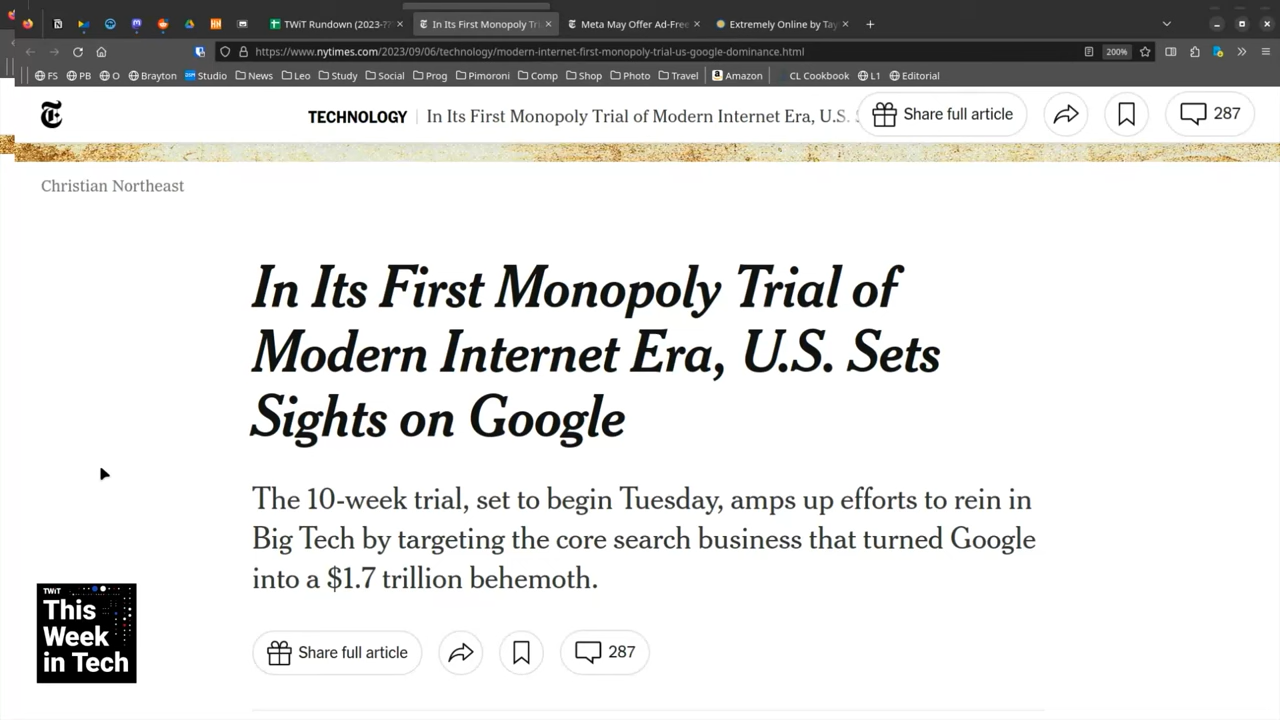 TWiT Rundown (2023-?
In Its First Monopoly Tri
Meta May Offer Ad-Free
Extremely Online by Tay
https://www.nytimes.com/2023/09/06/technology/modern-internet-first-monopoly-trial-us-google-dominance.html
200%
FS PB O Brayton Studio News Leo Study Social Prog Pimoroni Comp Shop Photo Travel Amazon CL Cookbook L1 Editorial
TECHNOLOGY In Its First Monopoly Trial of Modern Internet Era, U.S. S
Share full article
287
Christian Northeast
In Its First Monopoly Trial of
Modern Internet Era, U.S. Sets
Sights on Google
The 10-week trial, set to begin Tuesday, amps up efforts to rein in
Big Tech by targeting the core search business that turned Google
into a $1.7 trillion behemoth.
Share full article
287
TWiT
This
Week
in Tech